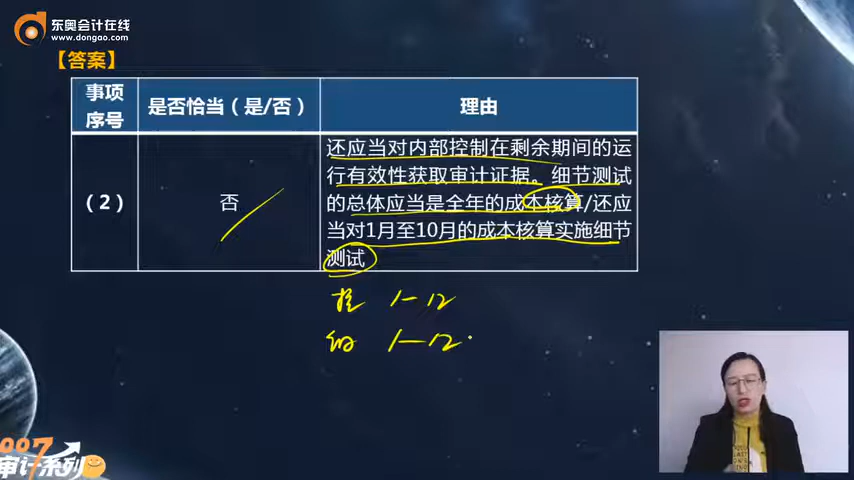 东奥会计在线
www.dongao.com
【答案】
事项序号
是否恰当（是/否）
理由
（2）
否
还应当对内部控制在剩余期间的运
行有效性获取审计证据。细节测试
的总体应当是全年的成本核算/还应
当对1月至10月的成本核算实施细节
测试
控 1-12
细 1-12
007
审计系列